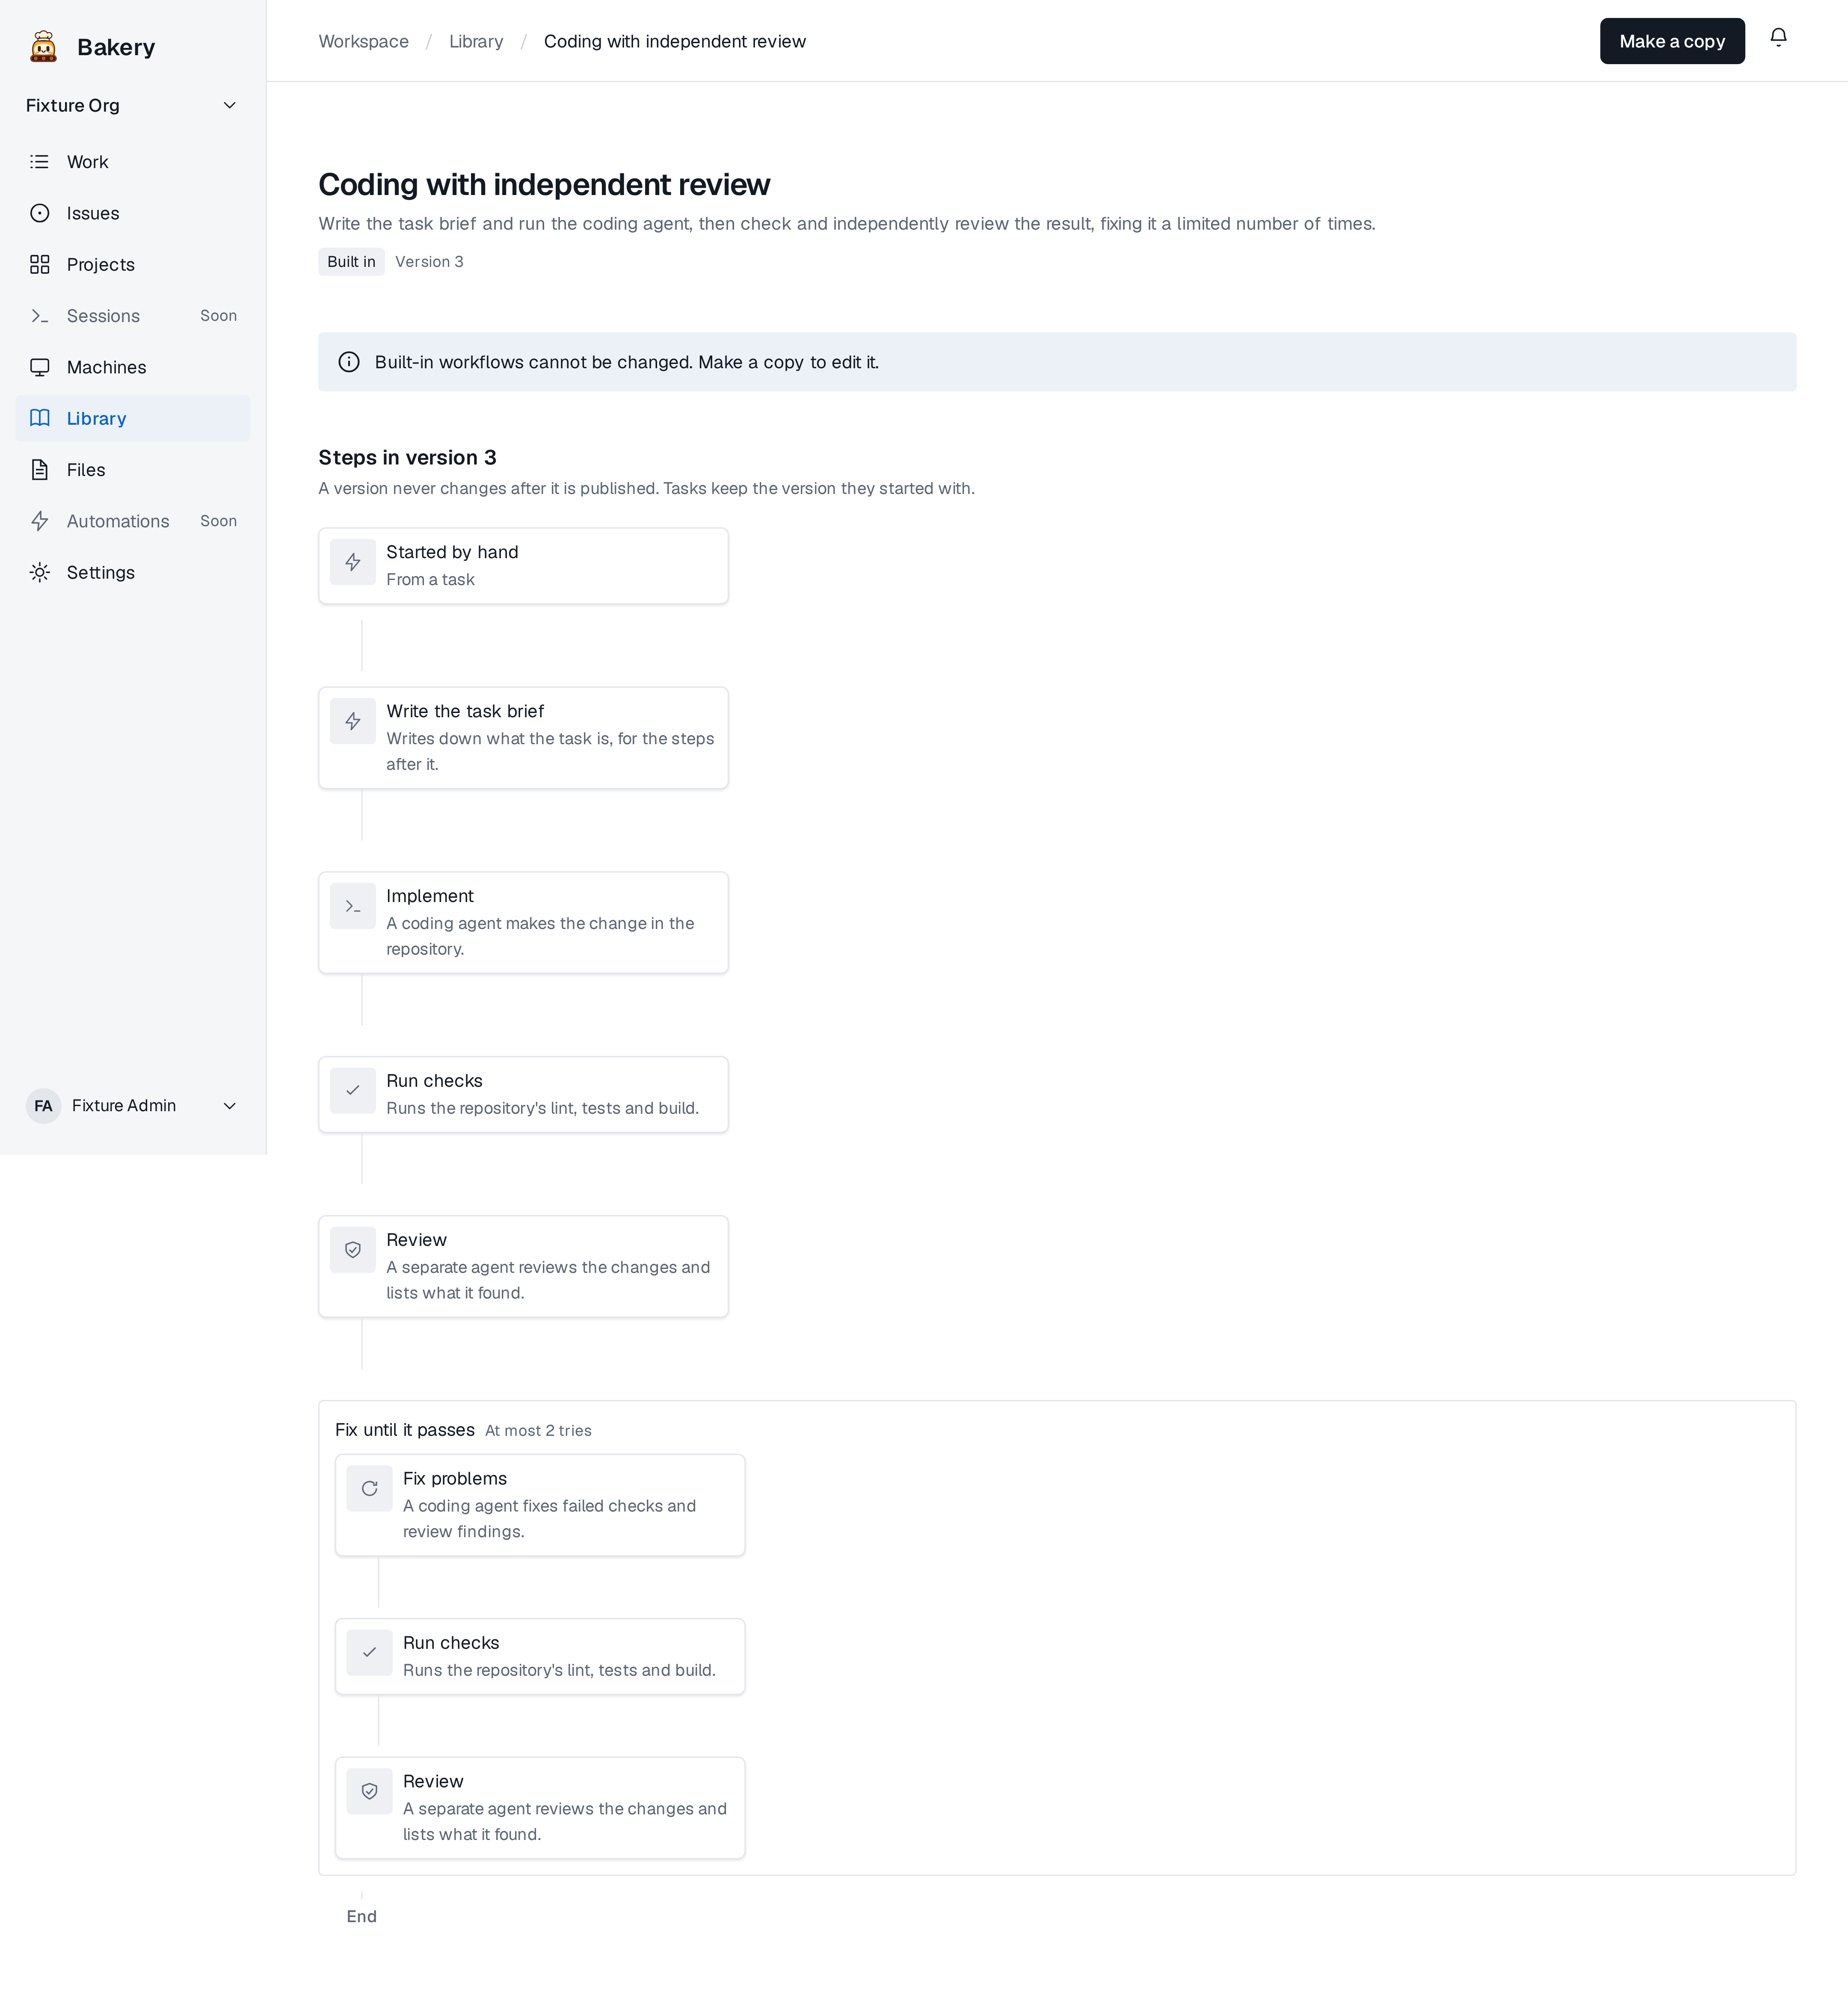 Bakery
Fixture Org
Work
Issues
Projects
Sessions Soon
Machines
Library
Files
Automations Soon
Settings
FA Fixture Admin
Workspace / Library / Coding with independent review
Make a copy
Coding with independent review
Write the task brief and run the coding agent, then check and independently review the result, fixing it a limited number of times.
Built in Version 3
Built-in workflows cannot be changed. Make a copy to edit it.
Steps in version 3
A version never changes after it is published. Tasks keep the version they started with.
Started by hand
From a task
Write the task brief
Writes down what the task is, for the steps
after it.
Implement
A coding agent makes the change in the
repository.
Run checks
Runs the repository's lint, tests and build.
Review
A separate agent reviews the changes and
lists what it found.
Fix until it passes At most 2 tries
Fix problems
A coding agent fixes failed checks and
review findings.
Run checks
Runs the repository's lint, tests and build.
Review
A separate agent reviews the changes and
lists what it found.
End